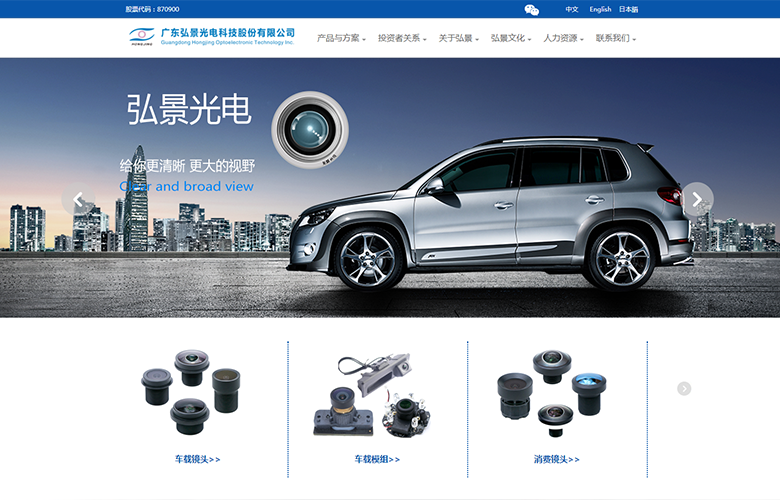 股票代码：870900
中文 English 日本腦
广东弘景光电科技股份有限公司
HONGJING
Guangdong Hongjing Optoelectronic Technology Inc.
产品与方案 投资者关系 关于弘景 弘景文化 人力资源 联系我们
弘景光电
给你更清晰 更大的视野
Clear and broad view
车载镜头>>
车载模组>>
消费镜头>>